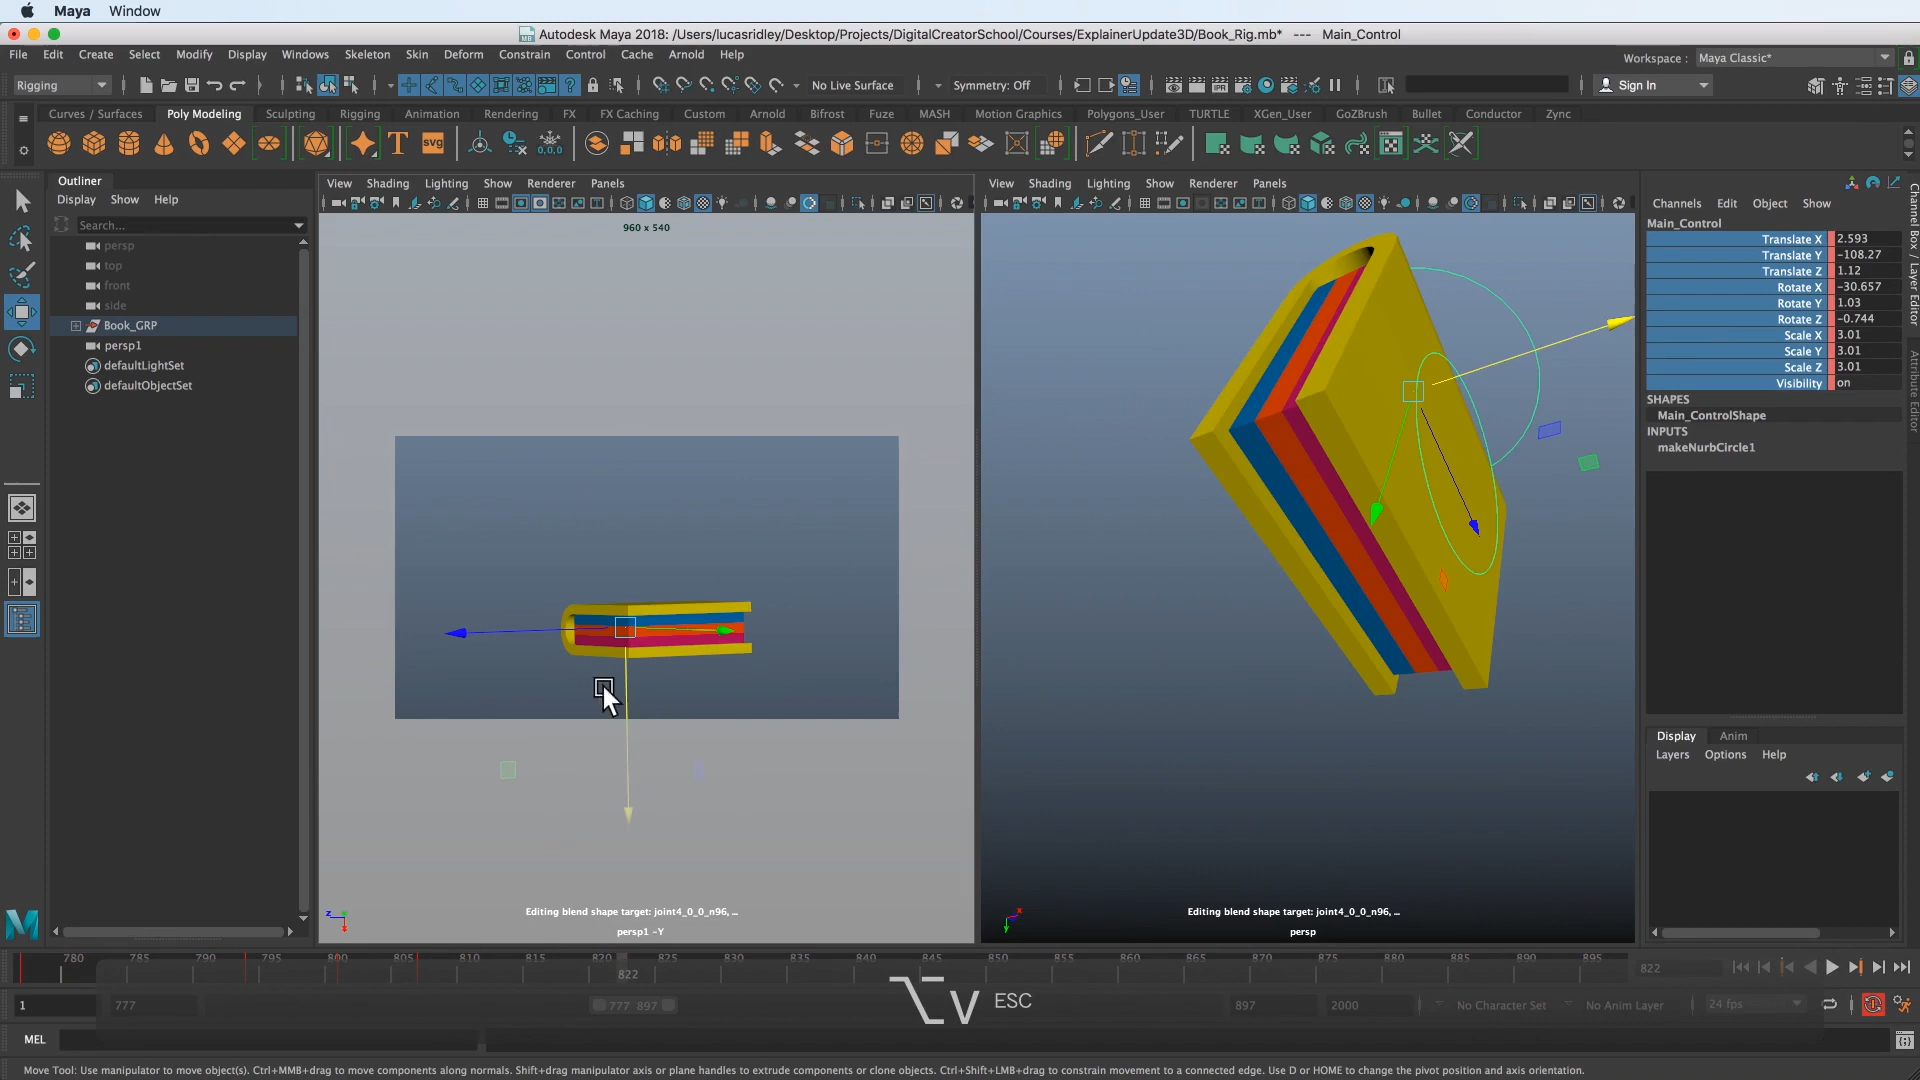 Maya Window
Autodesk Maya 2018: /Users/lucasridley/Desktop/Projects/DigitalCreatorSchool/Courses/ExplainerUpdate3D/Book_Rig.mb* --- Main_Control
File Edit Create Select Modify Display Windows Skeleton Skin Deform Constrain Control Cache Arnold Help
Workspace : Maya Classic*
Rigging
No Live Surface
Symmetry: Off
Sign In
Curves / Surfaces Poly Modeling Sculpting Rigging Animation Rendering FX FX Caching Custom Arnold Bifrost Fuze MASH Motion Graphics Polygons_User TURTLE XGen_User GoZBrush Bullet Conductor Zync
T SVG 0,0,0
Outliner
Display Show Help
Search...
persp
top
front
side
Book_GRP
persp1
defaultLightSet
defaultObjectSet
View Shading Lighting Show Renderer Panels
960 x 540
Editing blend shape target: joint4_0_0_n96, ...
persp1 -Y
View Shading Lighting Show Renderer Panels
Editing blend shape target: joint4_0_0_n96, ...
persp
Channels Edit Object Show
Main_Control
Translate X 2.593
Translate Y -108.27
Translate Z 1.12
Rotate X -30.657
Rotate Y 1.03
Rotate Z -0.744
Scale X 3.01
Scale Y 3.01
Scale Z 3.01
Visibility on
SHAPES
Main_ControlShape
INPUTS
makeNurbCircle1
Channel Box / Layer Editor
Attribute Editor
Display Anim
Layers Options Help
780 785 790 795 800 805 810 815 820 825 830 835 840 845 850 855 860 865 870 875 880 885 890 895
822
822
1 777 777 897 897 2000 No Character Set No Anim Layer 24 fps
V ESC
MEL
Move Tool: Use manipulator to move object(s). Ctrl+MMB+drag to move components along normals. Shift+drag manipulator axis or plane handles to extrude components or clone objects. Ctrl+Shift+LMB+drag to constrain movement to a connected edge. Use D or HOME to change the pivot position and axis orientation.